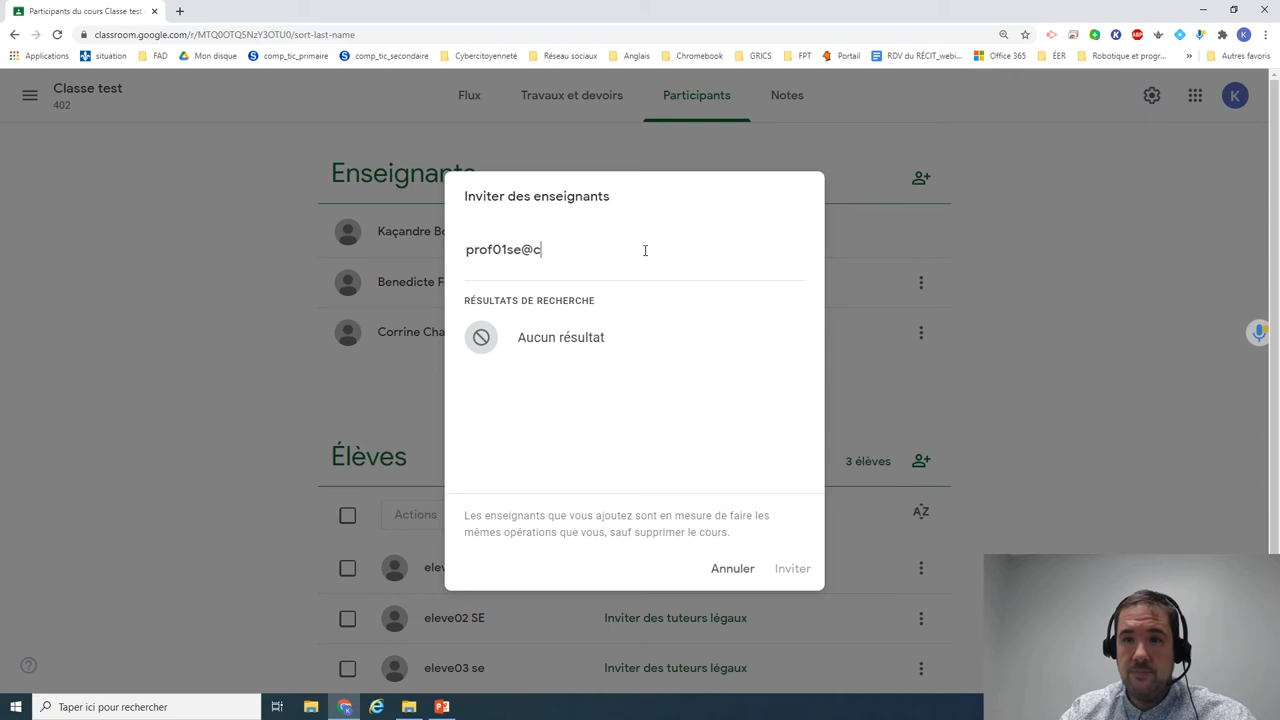 Participants du cours Classe test
classroom.google.com/r/MTQ0OTQ5NzY3OTU0/sort-last-name
Applications
situation
FAD
Mon disque
comp_tic_primaire
comp_tic_secondaire
Cybercitoyenneté
Réseau sociaux
Anglais
Chromebook
GRICS
FPT
Portail
RDV du RÉCIT_webi...
Office 365
ÉER
Robotique et progr...
»
Autres favoris
Classe test
402
Flux
Travaux et devoirs
Participants
Notes
K
Enseignants
Kaçandre Bo
Benedicte F
Corrine Cha
Inviter des enseignants
prof01se@c
RÉSULTATS DE RECHERCHE
Aucun résultat
Les enseignants que vous ajoutez sont en mesure de faire les
mêmes opérations que vous, sauf supprimer le cours.
Annuler
Inviter
Élèves
3 élèves
Actions
AZ
elev
eleve02 SE
Inviter des tuteurs légaux
eleve03 se
Inviter des tuteurs légaux
Taper ici pour rechercher